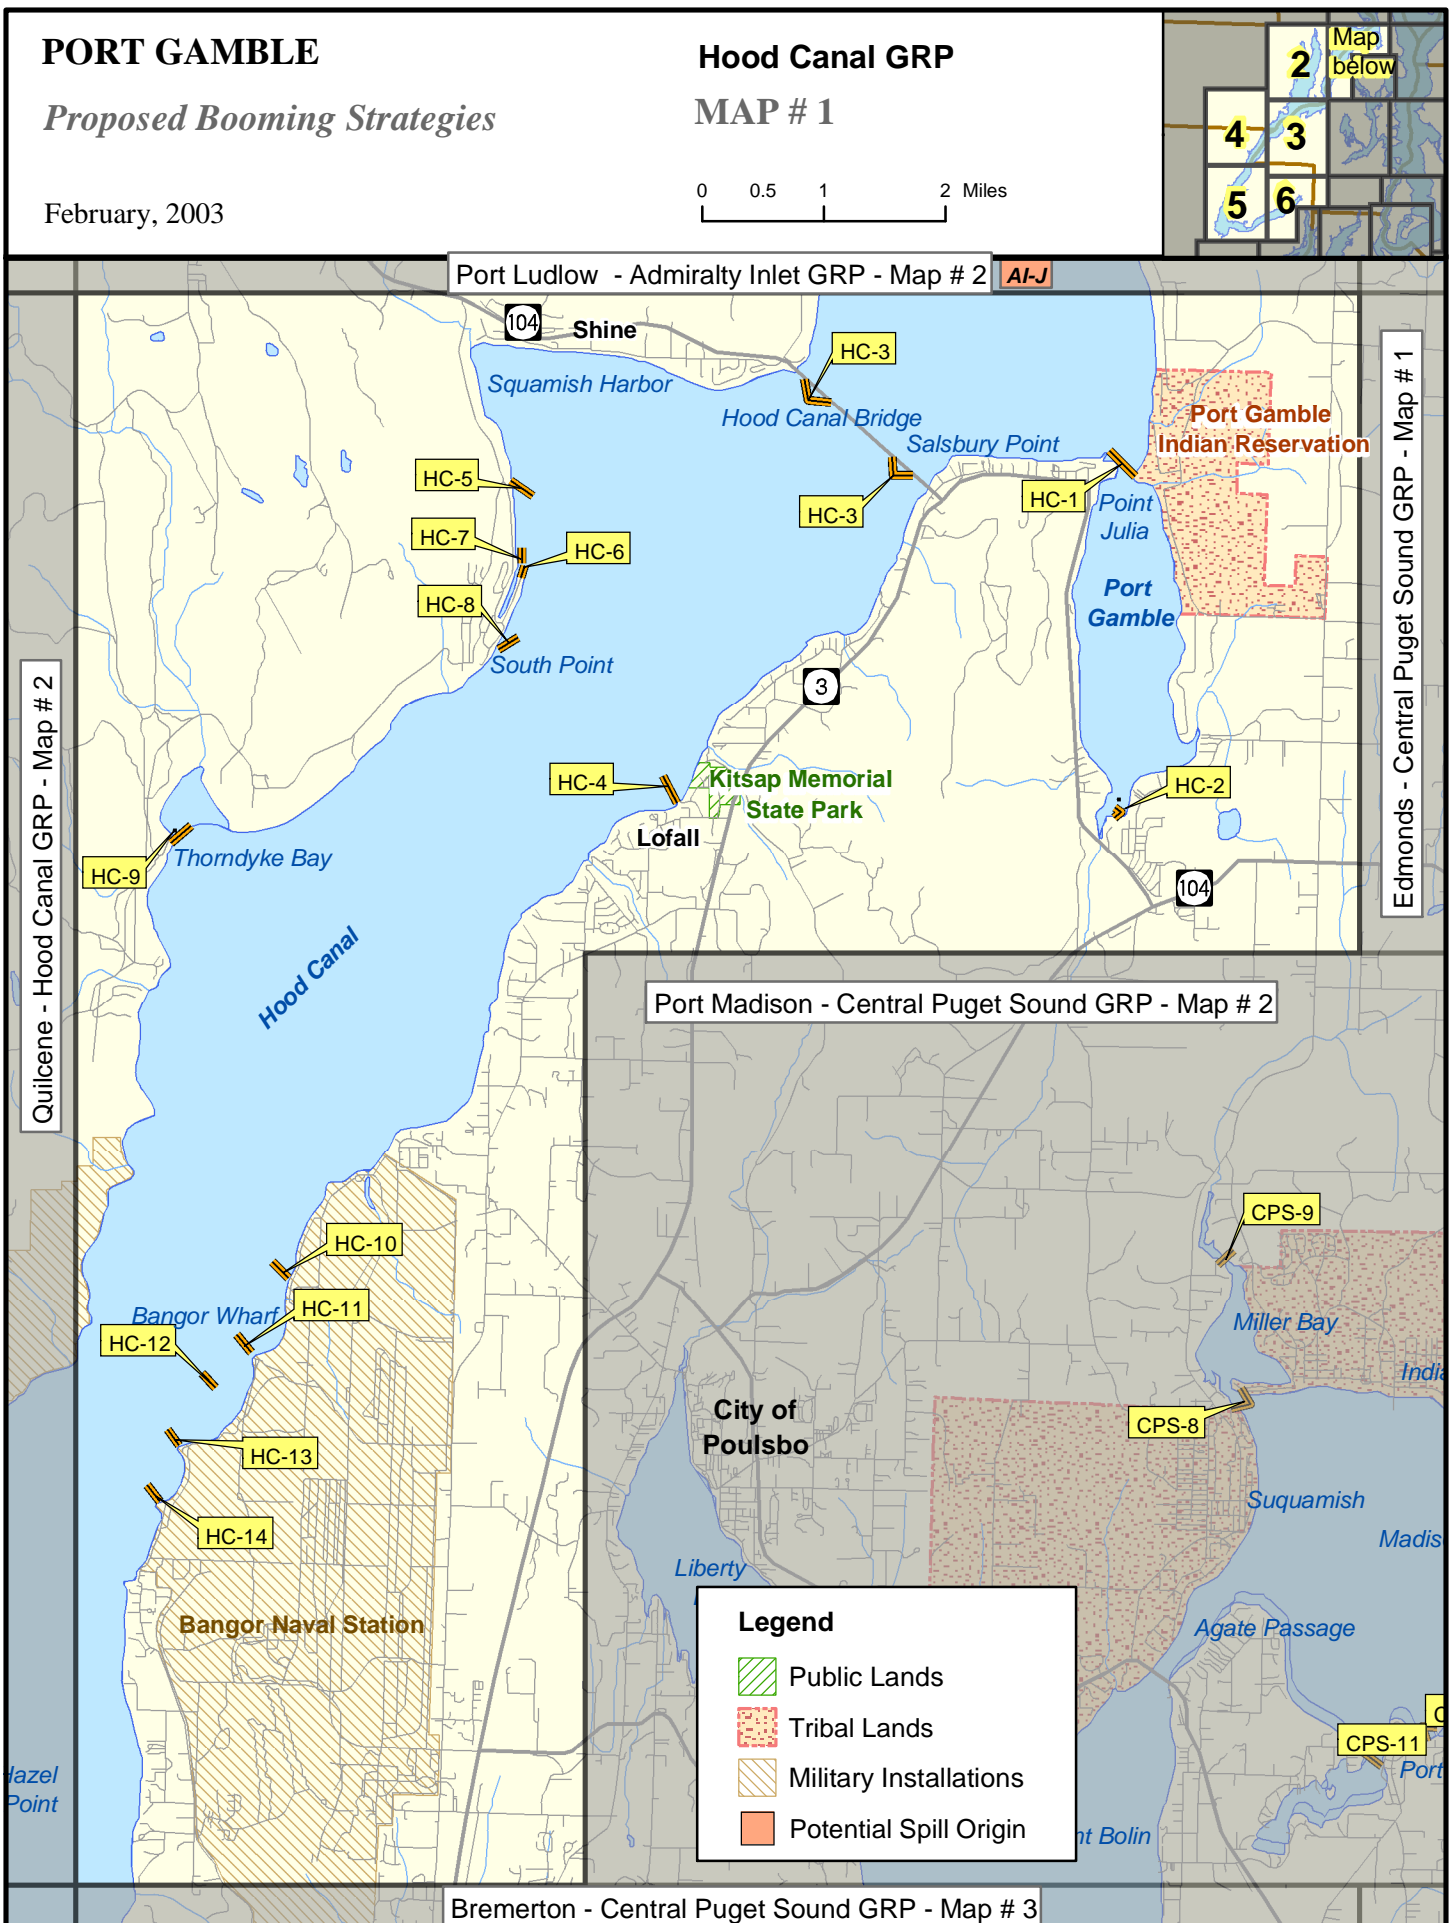 PORT GAMBLE
Hood Canal GRP
Proposed Booming Strategies
MAP # 1
February, 2003
0 0.5 1 2 Miles
Map
below
2
4
3
5
6
Port Ludlow - Admiralty Inlet GRP - Map # 2
AI-J
104
Shine
HC-3
Squamish Harbor
Hood Canal Bridge
Salsbury Point
Port Gamble
Indian Reservation
HC-5
HC-3
HC-1
Point
Julia
HC-7
HC-6
HC-8
Port
Gamble
South Point
3
Edmonds - Central Puget Sound GRP - Map # 1
Quilcene - Hood Canal GRP - Map # 2
HC-4
Kitsap Memorial
State Park
HC-2
Lofall
HC-9
Thorndyke Bay
104
Hood Canal
Port Madison - Central Puget Sound GRP - Map # 2
CPS-9
HC-10
Bangor Wharf
HC-11
HC-12
Miller Bay
City of
Poulsbo
CPS-8
HC-13
HC-14
Suquamish
Liberty
Bangor Naval Station
Agate Passage
Legend
Public Lands
Tribal Lands
Military Installations
Potential Spill Origin
CPS-11
Port
Point
nt Bolin
Bremerton - Central Puget Sound GRP - Map # 3